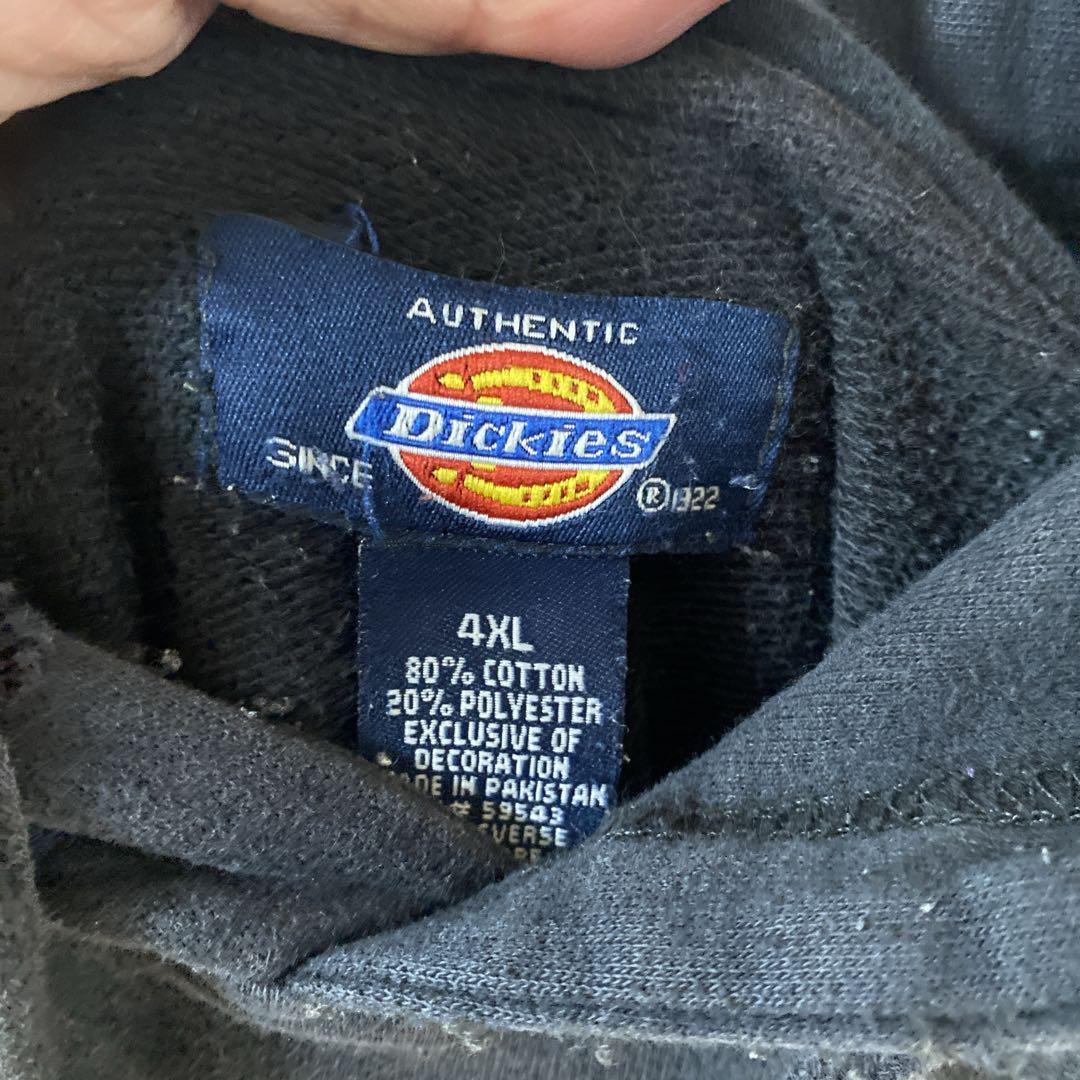 AUTHENTIC
Dickies
SINCE ® 1922
4XL
80% COTTON
20% POLYESTER
EXCLUSIVE OF
DECORATION
MADE IN PAKISTAN
# 59543